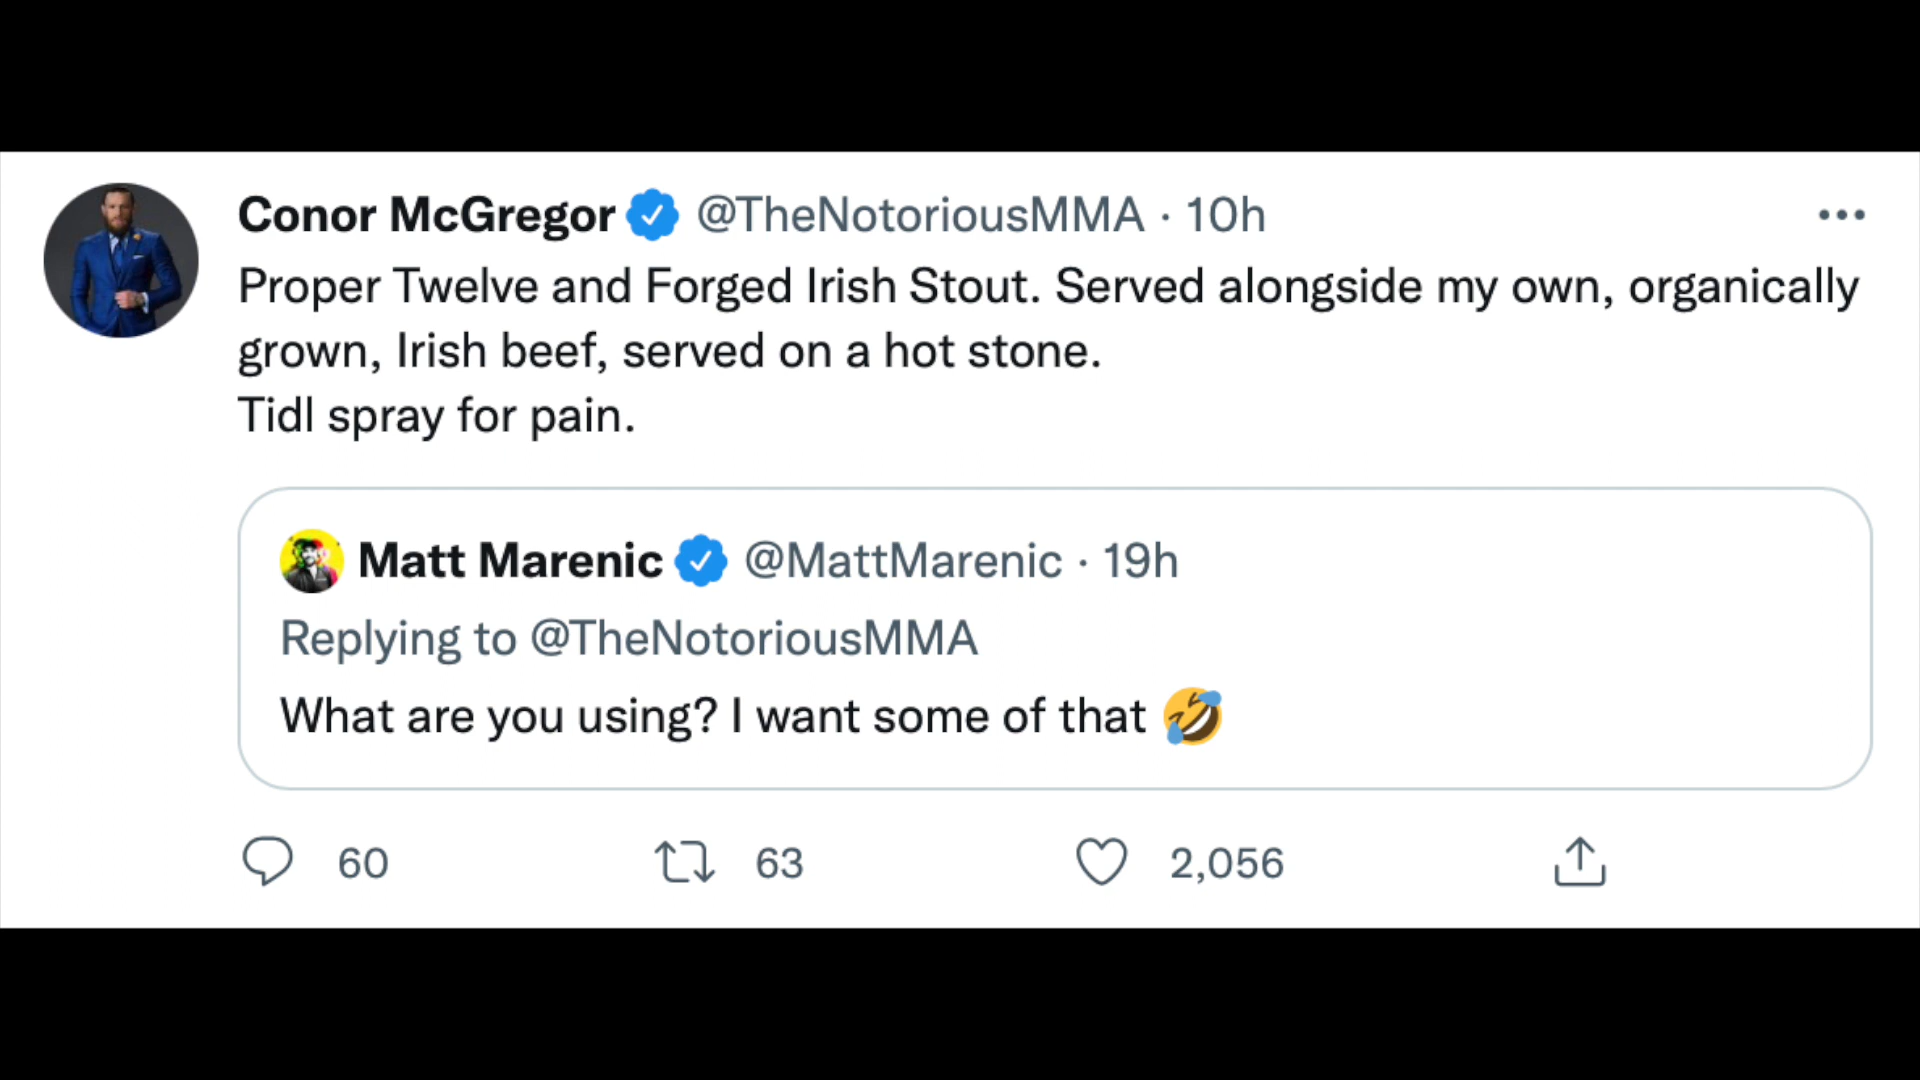 Conor McGregor @TheNotoriousMMA · 10h
Proper Twelve and Forged Irish Stout. Served alongside my own, organically
grown, Irish beef, served on a hot stone.
Tidl spray for pain.
Matt Marenic @MattMarenic · 19h
Replying to @TheNotoriousMMA
What are you using? I want some of that 🤣
60 63 2,056